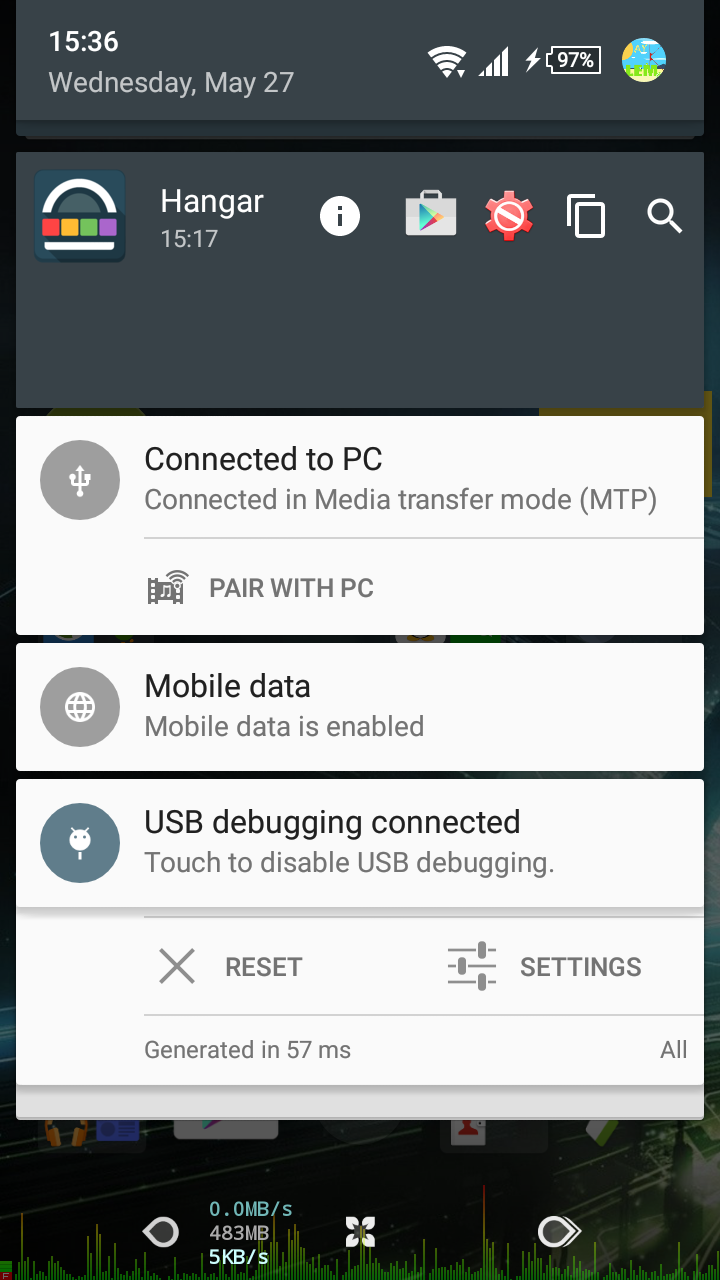 15:36
Wednesday, May 27
97%
LEM
Hangar
15:17
Connected to PC
Connected in Media transfer mode (MTP)
PAIR WITH PC
Mobile data
Mobile data is enabled
USB debugging connected
Touch to disable USB debugging.
RESET
SETTINGS
Generated in 57 ms
All
0.0MB/s
483MB
5KB/s